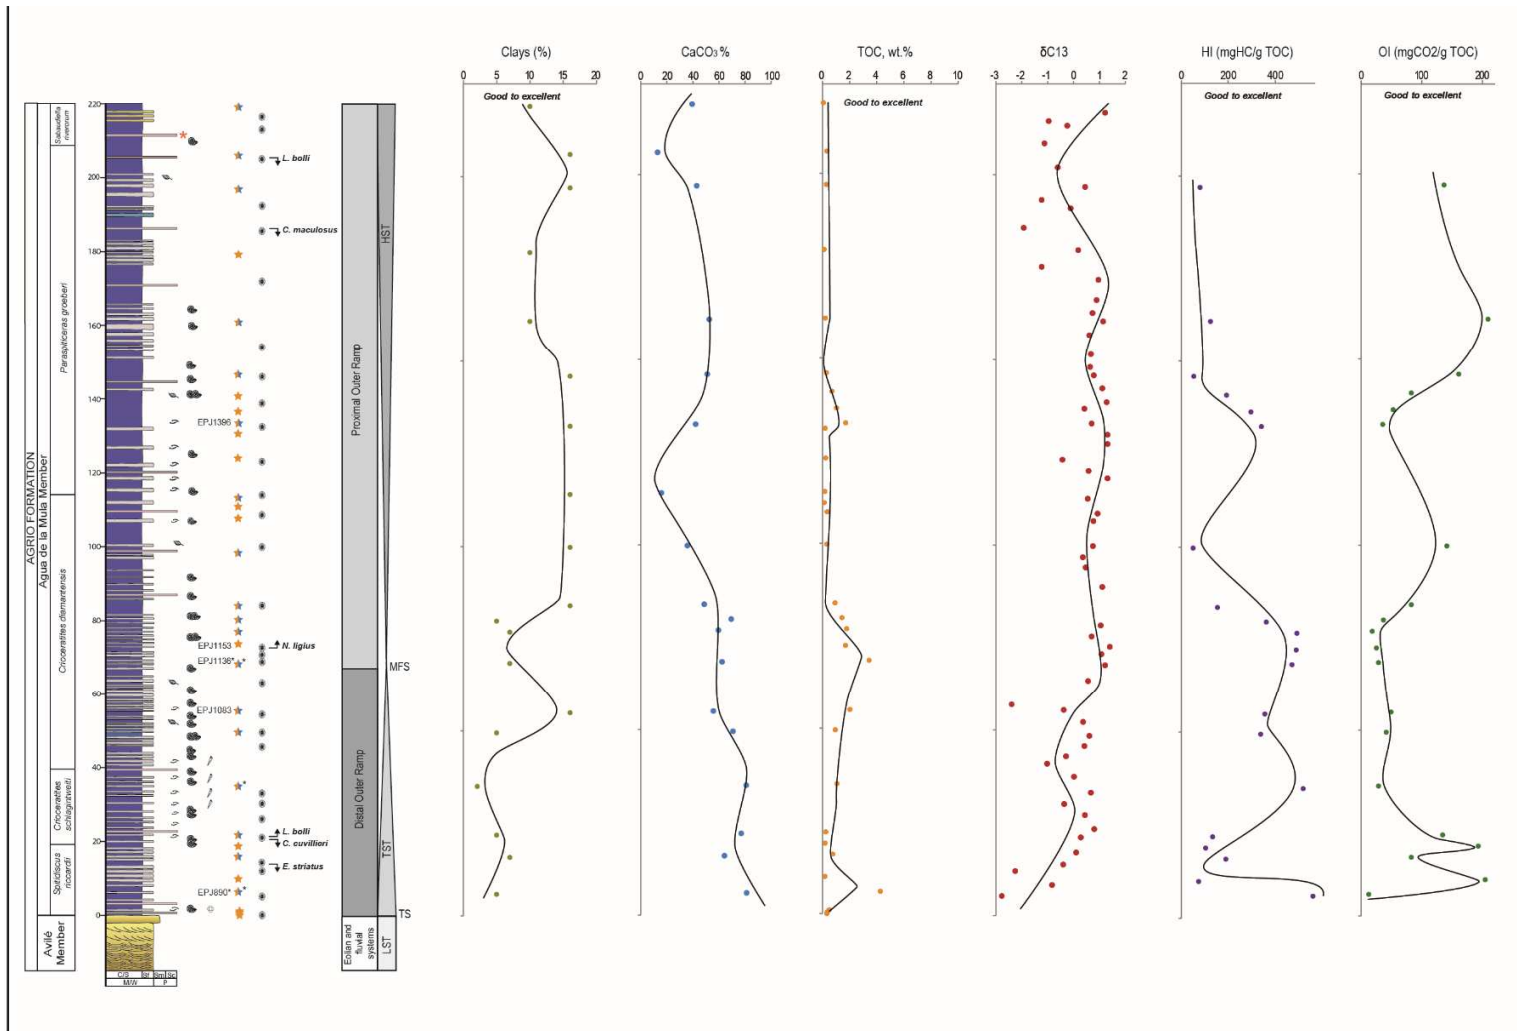 Clays (%) CaCO3 % TOC, wt.% δC13 HI (mgHC/g TOC) OI (mgCO2/g TOC)
0 5 10 15 20 0 20 40 60 80 100 0 2 4 6 8 10 -3 -2 -1 0 1 2 0 200 400 0 100 200
Good to excellent Good to excellent Good to excellent Good to excellent
AGRIO FORMATION
Agua de la Mula Member
Avilé Member
Sabaudiella riverorum
Paraspiticeras groeberi
Crioceratites diamantensis
Crioceratites schlagintweiti
Spitidiscus riccardii
220
200
180
160
140
120
100
80
60
40
20
0
L. bolli
C. maculosus
EPJ1396
EPJ1153
N. ligius
EPJ1136*
EPJ1083
L. bolli
C. cuvillieri
E. striatus
EPJ890*
Proximal Outer Ramp
Distal Outer Ramp
Eolian and fluvial systems
HST
TST
LST
MFS
TS
C/S Sf Sm Sc
M/W P